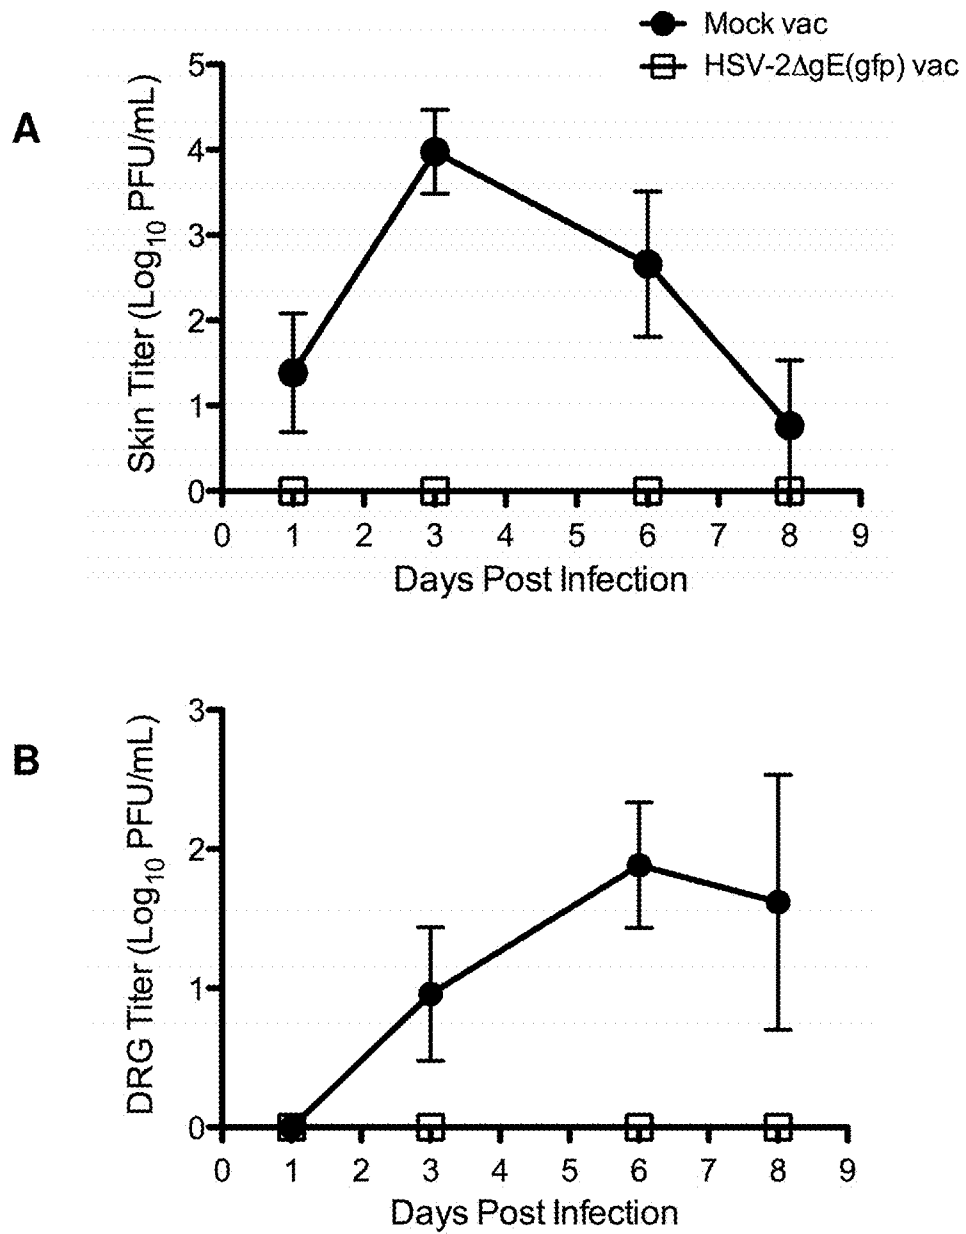 Mock vac
HSV-2ΔgE(gfp) vac
A
Skin Titer (Log10 PFU/mL)
5
4
3
2
1
0
0 1 2 3 4 5 6 7 8 9
Days Post Infection
B
DRG Titer (Log10 PFU/mL)
3
2
1
0
0 1 2 3 4 5 6 7 8 9
Days Post Infection